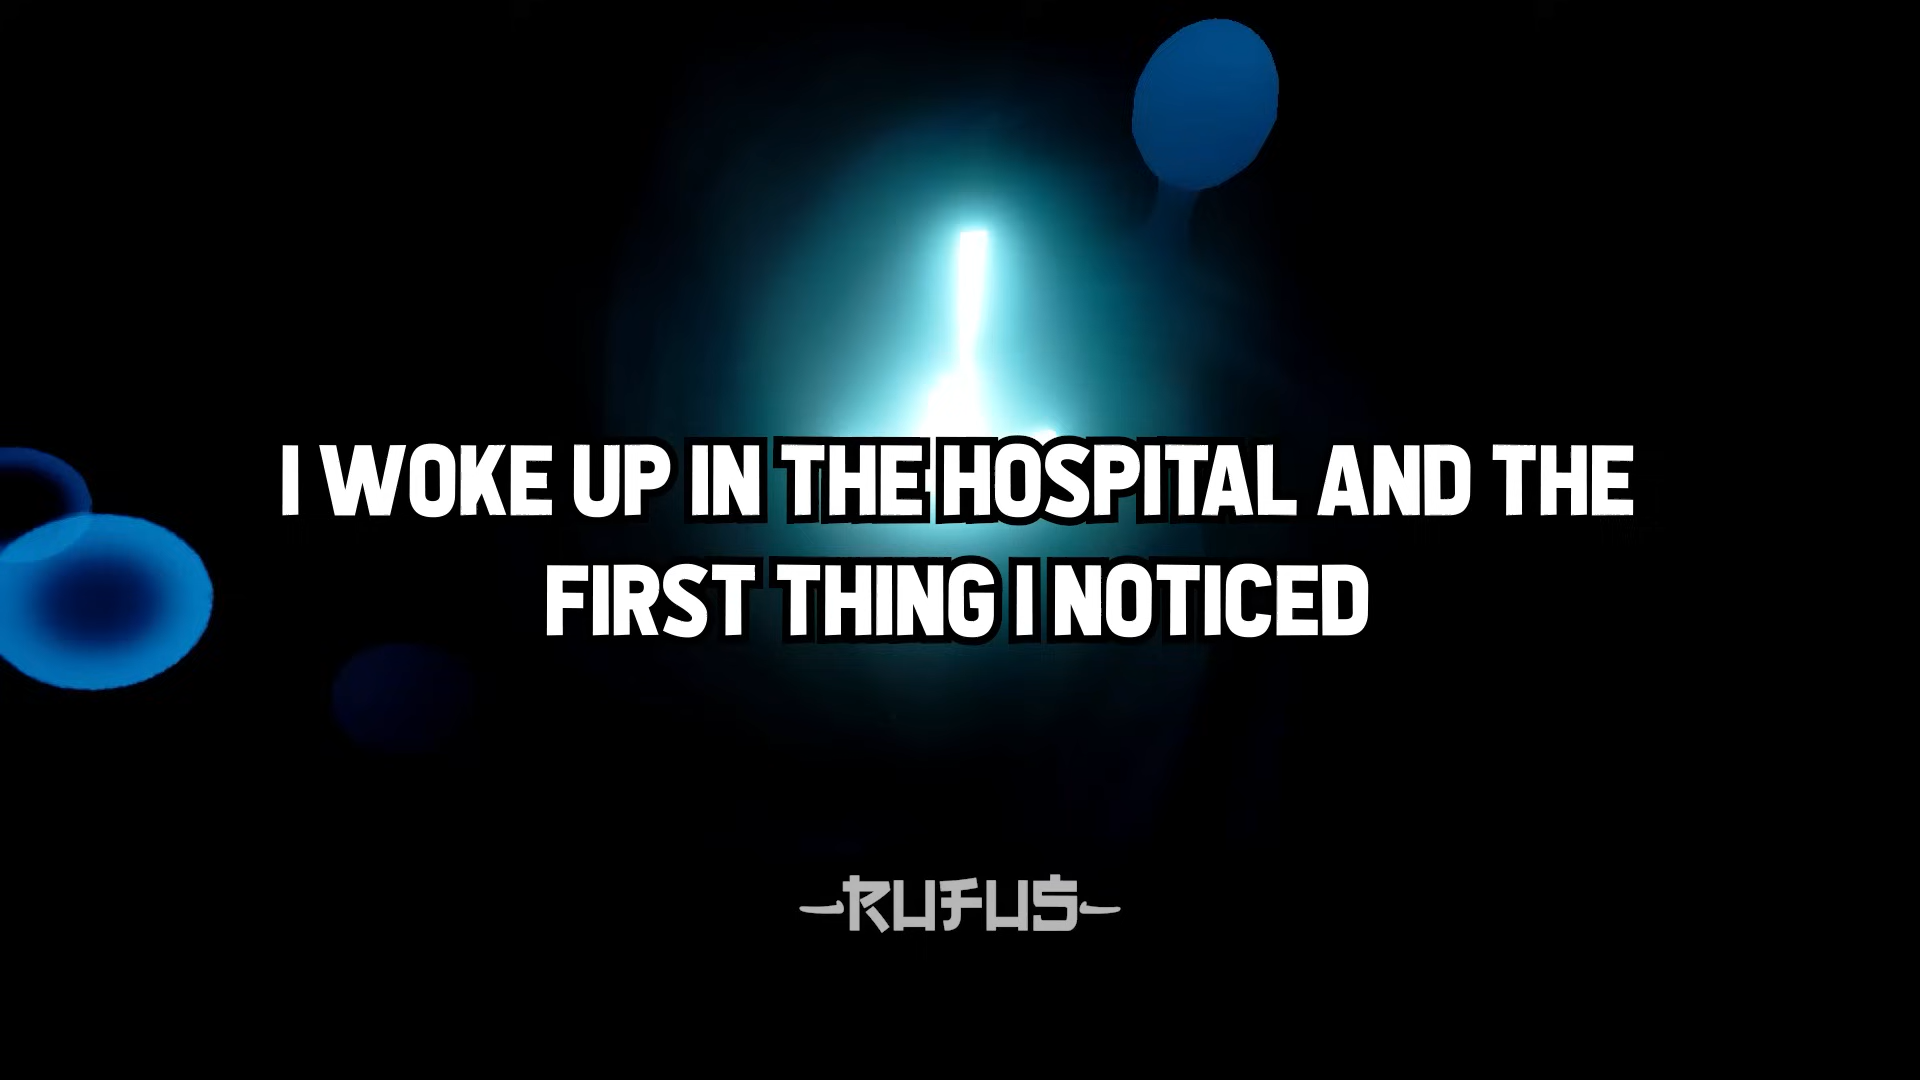 I WOKE UP IN THE HOSPITAL AND THE
FIRST THING I NOTICED
-RUFUS-